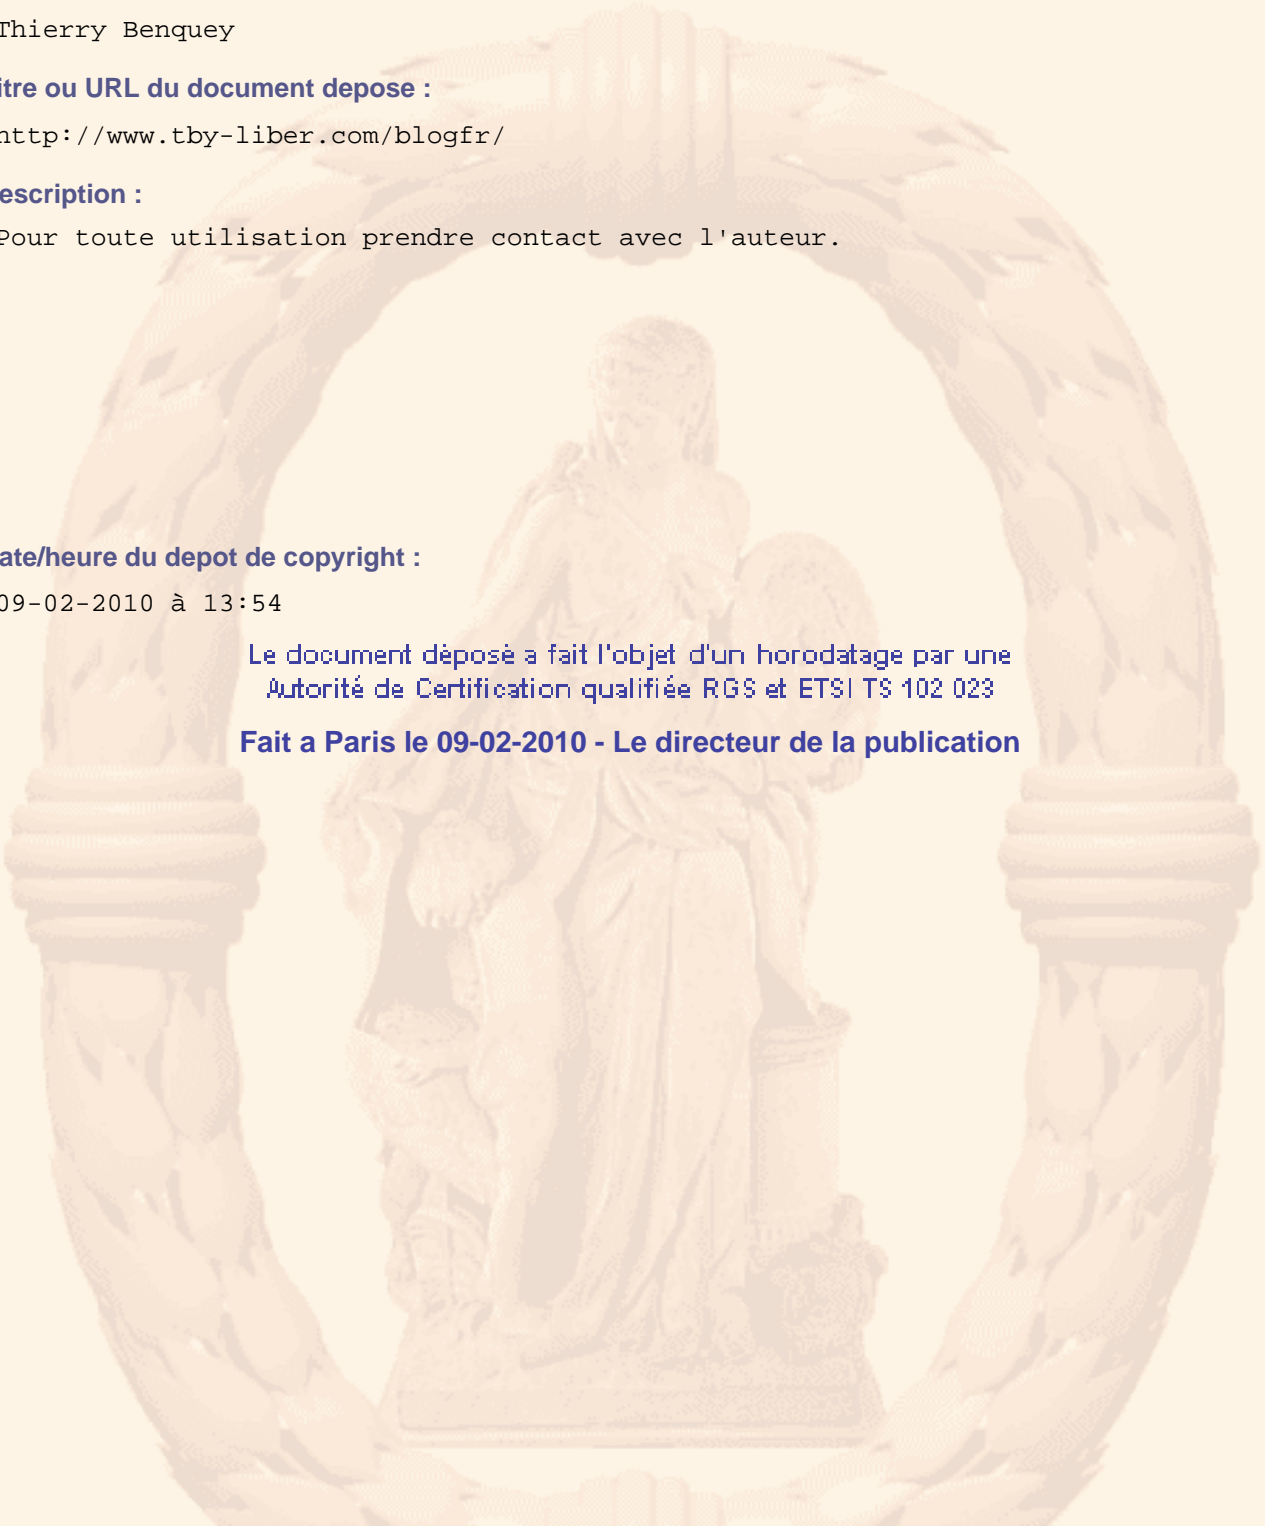 Thierry Benquey
itre ou URL du document depose :
http://www.tby-liber.com/blogfr/
escription :
Pour toute utilisation prendre contact avec l'auteur.
ate/heure du depot de copyright :
09-02-2010 à 13:54
Le document déposé a fait l'objet d'un horodatage par une
Autorité de Certification qualifiée RGS et ETSI TS 102 023
Fait a Paris le 09-02-2010 - Le directeur de la publication